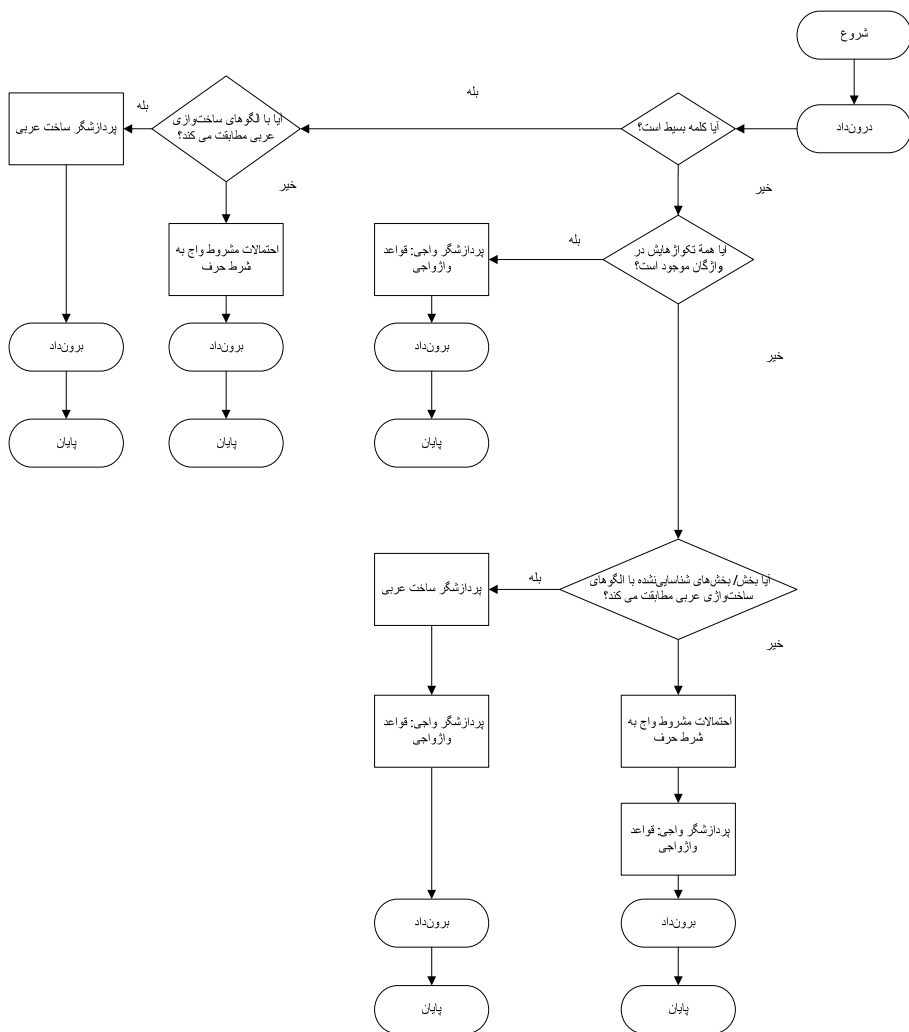 شروع
درون‌داد
آیا کلمه بسیط است؟
بله
آیا با الگوهای ساخت‌واژی
عربی مطابقت می کند؟
بله
پردازشگر ساخت عربی
برون‌داد
پایان
خیر
احتمالات مشروط واج به
شرط حرف
برون‌داد
پایان
خیر
آیا همهٔ تکواژهایش در
واژگان موجود است؟
بله
پردازشگر واجی: قواعد
واژواجی
برون‌داد
پایان
خیر
آیا بخش/ بخش‌های شناسایی‌نشده با الگوهای
ساخت‌واژی عربی مطابقت می کند؟
بله
پردازشگر ساخت عربی
پردازشگر واجی: قواعد
واژواجی
برون‌داد
پایان
خیر
احتمالات مشروط واج به
شرط حرف
پردازشگر واجی: قواعد
واژواجی
برون‌داد
پایان